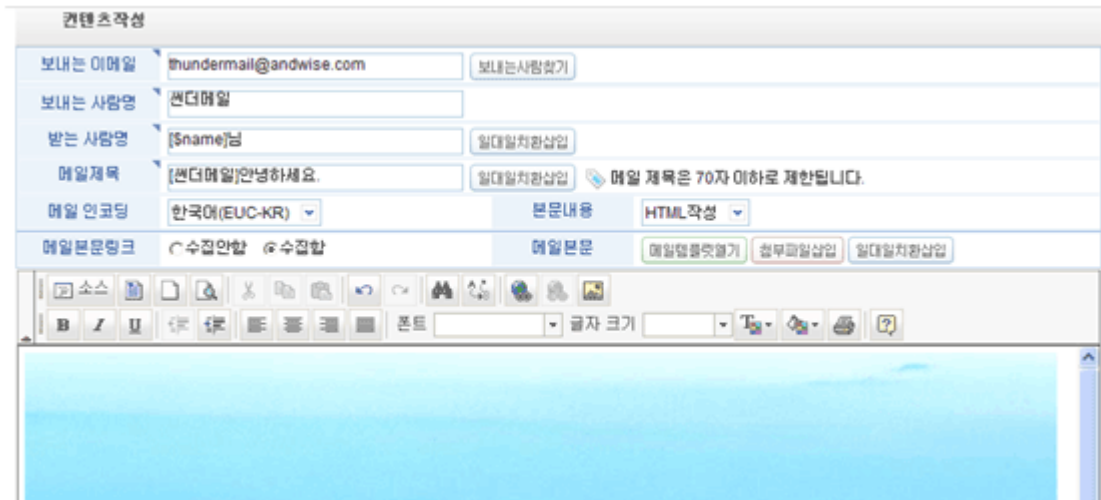 컨텐츠작성
보내는 이메일 thundermail@andwise.com 보내는사람찾기
보내는 사람명 썬더메일
받는 사람명 [$name]님 일대일치환삽입
메일제목 [썬더메일]안녕하세요. 일대일치환삽입 메일 제목은 70자 이하로 제한됩니다.
메일 인코딩 한국어(EUC-KR) 본문내용 HTML작성
메일본문링크 수집안함 수집함 메일본문 메일템플릿열기 첨부파일삽입 일대일치환삽입
소스
B I U 폰트 글자 크기